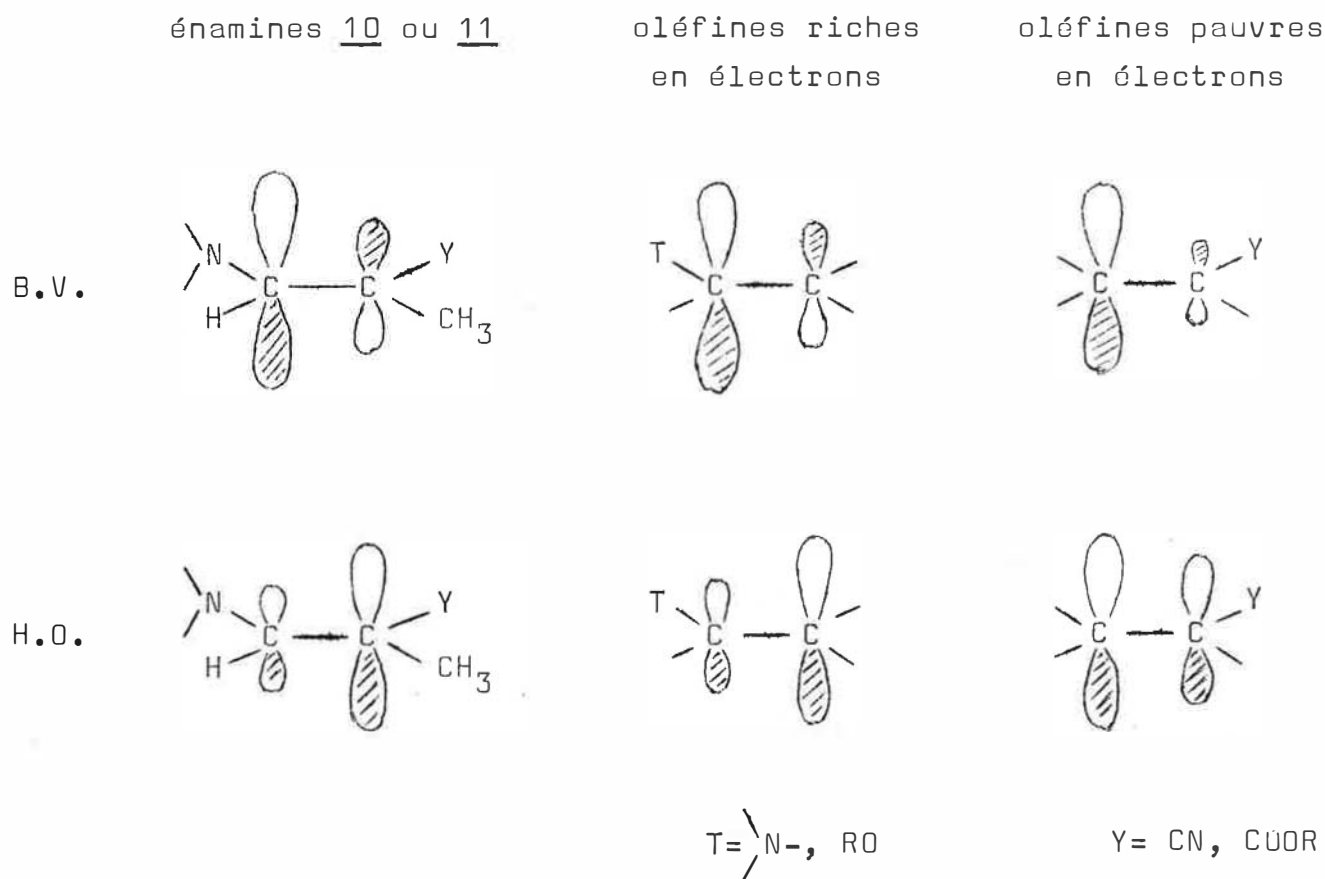 énamines 10 ou 11
oléfines riches
en électrons
oléfines pauvres
en électrons
B.V.
N
H
C
C
Y
CH3
T
C
C
C
C
Y
H.O.
N
H
C
C
Y
CH3
T
C
C
C
C
Y
T= N-, RO
Y= CN, COOR